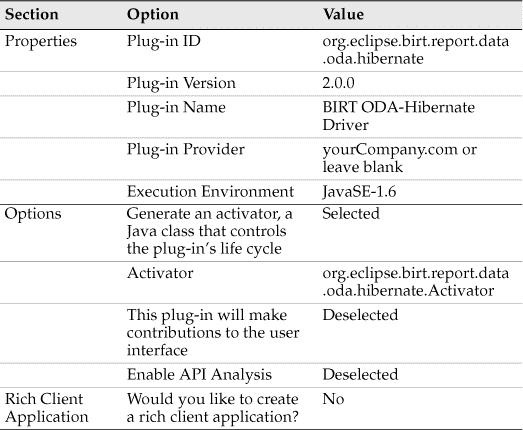 Section Option Value
Properties Plug-in ID org.eclipse.birt.report.data
.oda.hibernate
Plug-in Version 2.0.0
Plug-in Name BIRT ODA-Hibernate
Driver
Plug-in Provider yourCompany.com or
leave blank
Execution Environment JavaSE-1.6
Options Generate an activator, a Selected
Java class that controls
the plug-in's life cycle
Activator org.eclipse.birt.report.data
.oda.hibernate.Activator
This plug-in will make Deselected
contributions to the user
interface
Enable API Analysis Deselected
Rich Client Would you like to create No
Application a rich client application?